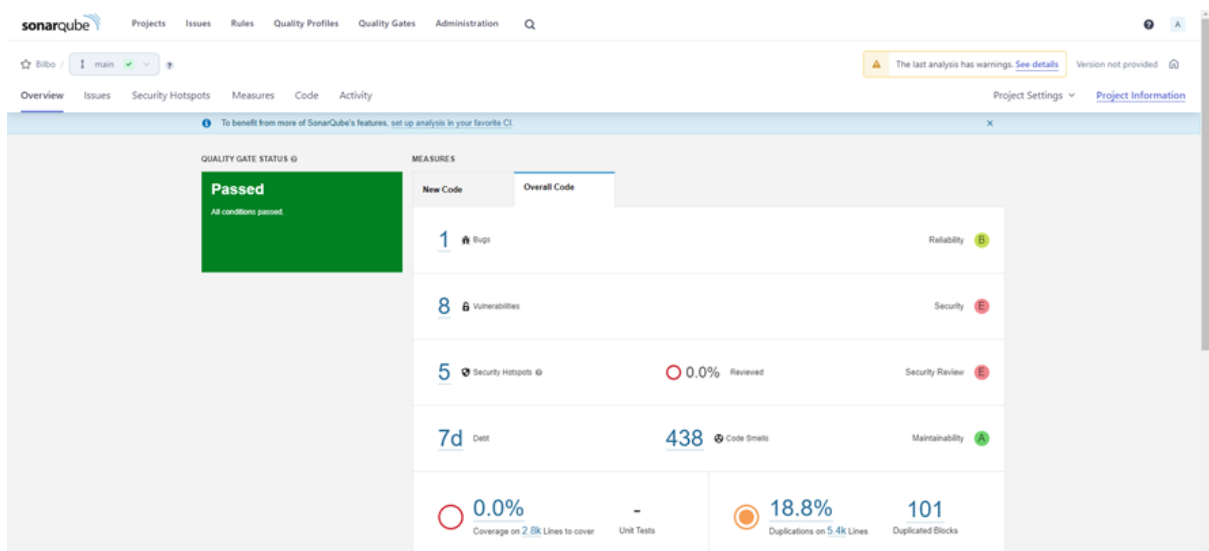 sonarqube Projects Issues Rules Quality Profiles Quality Gates Administration A
Bilbo / main The last analysis has warnings. See details Version not provided
Overview Issues Security Hotspots Measures Code Activity Project Settings Project Information
To benefit from more of SonarQube's features, set up analysis in your favorite CI.
QUALITY GATE STATUS
MEASURES
Passed
All conditions passed.
New Code Overall Code
1 Bugs Reliability B
8 Vulnerabilities Security E
5 Security Hotspots 0.0% Reviewed Security Review E
7d Debt 438 Code Smells Maintainability A
0.0% - 18.8% 101
Coverage on 2.8k Lines to cover Unit Tests Duplications on 5.4k Lines Duplicated Blocks